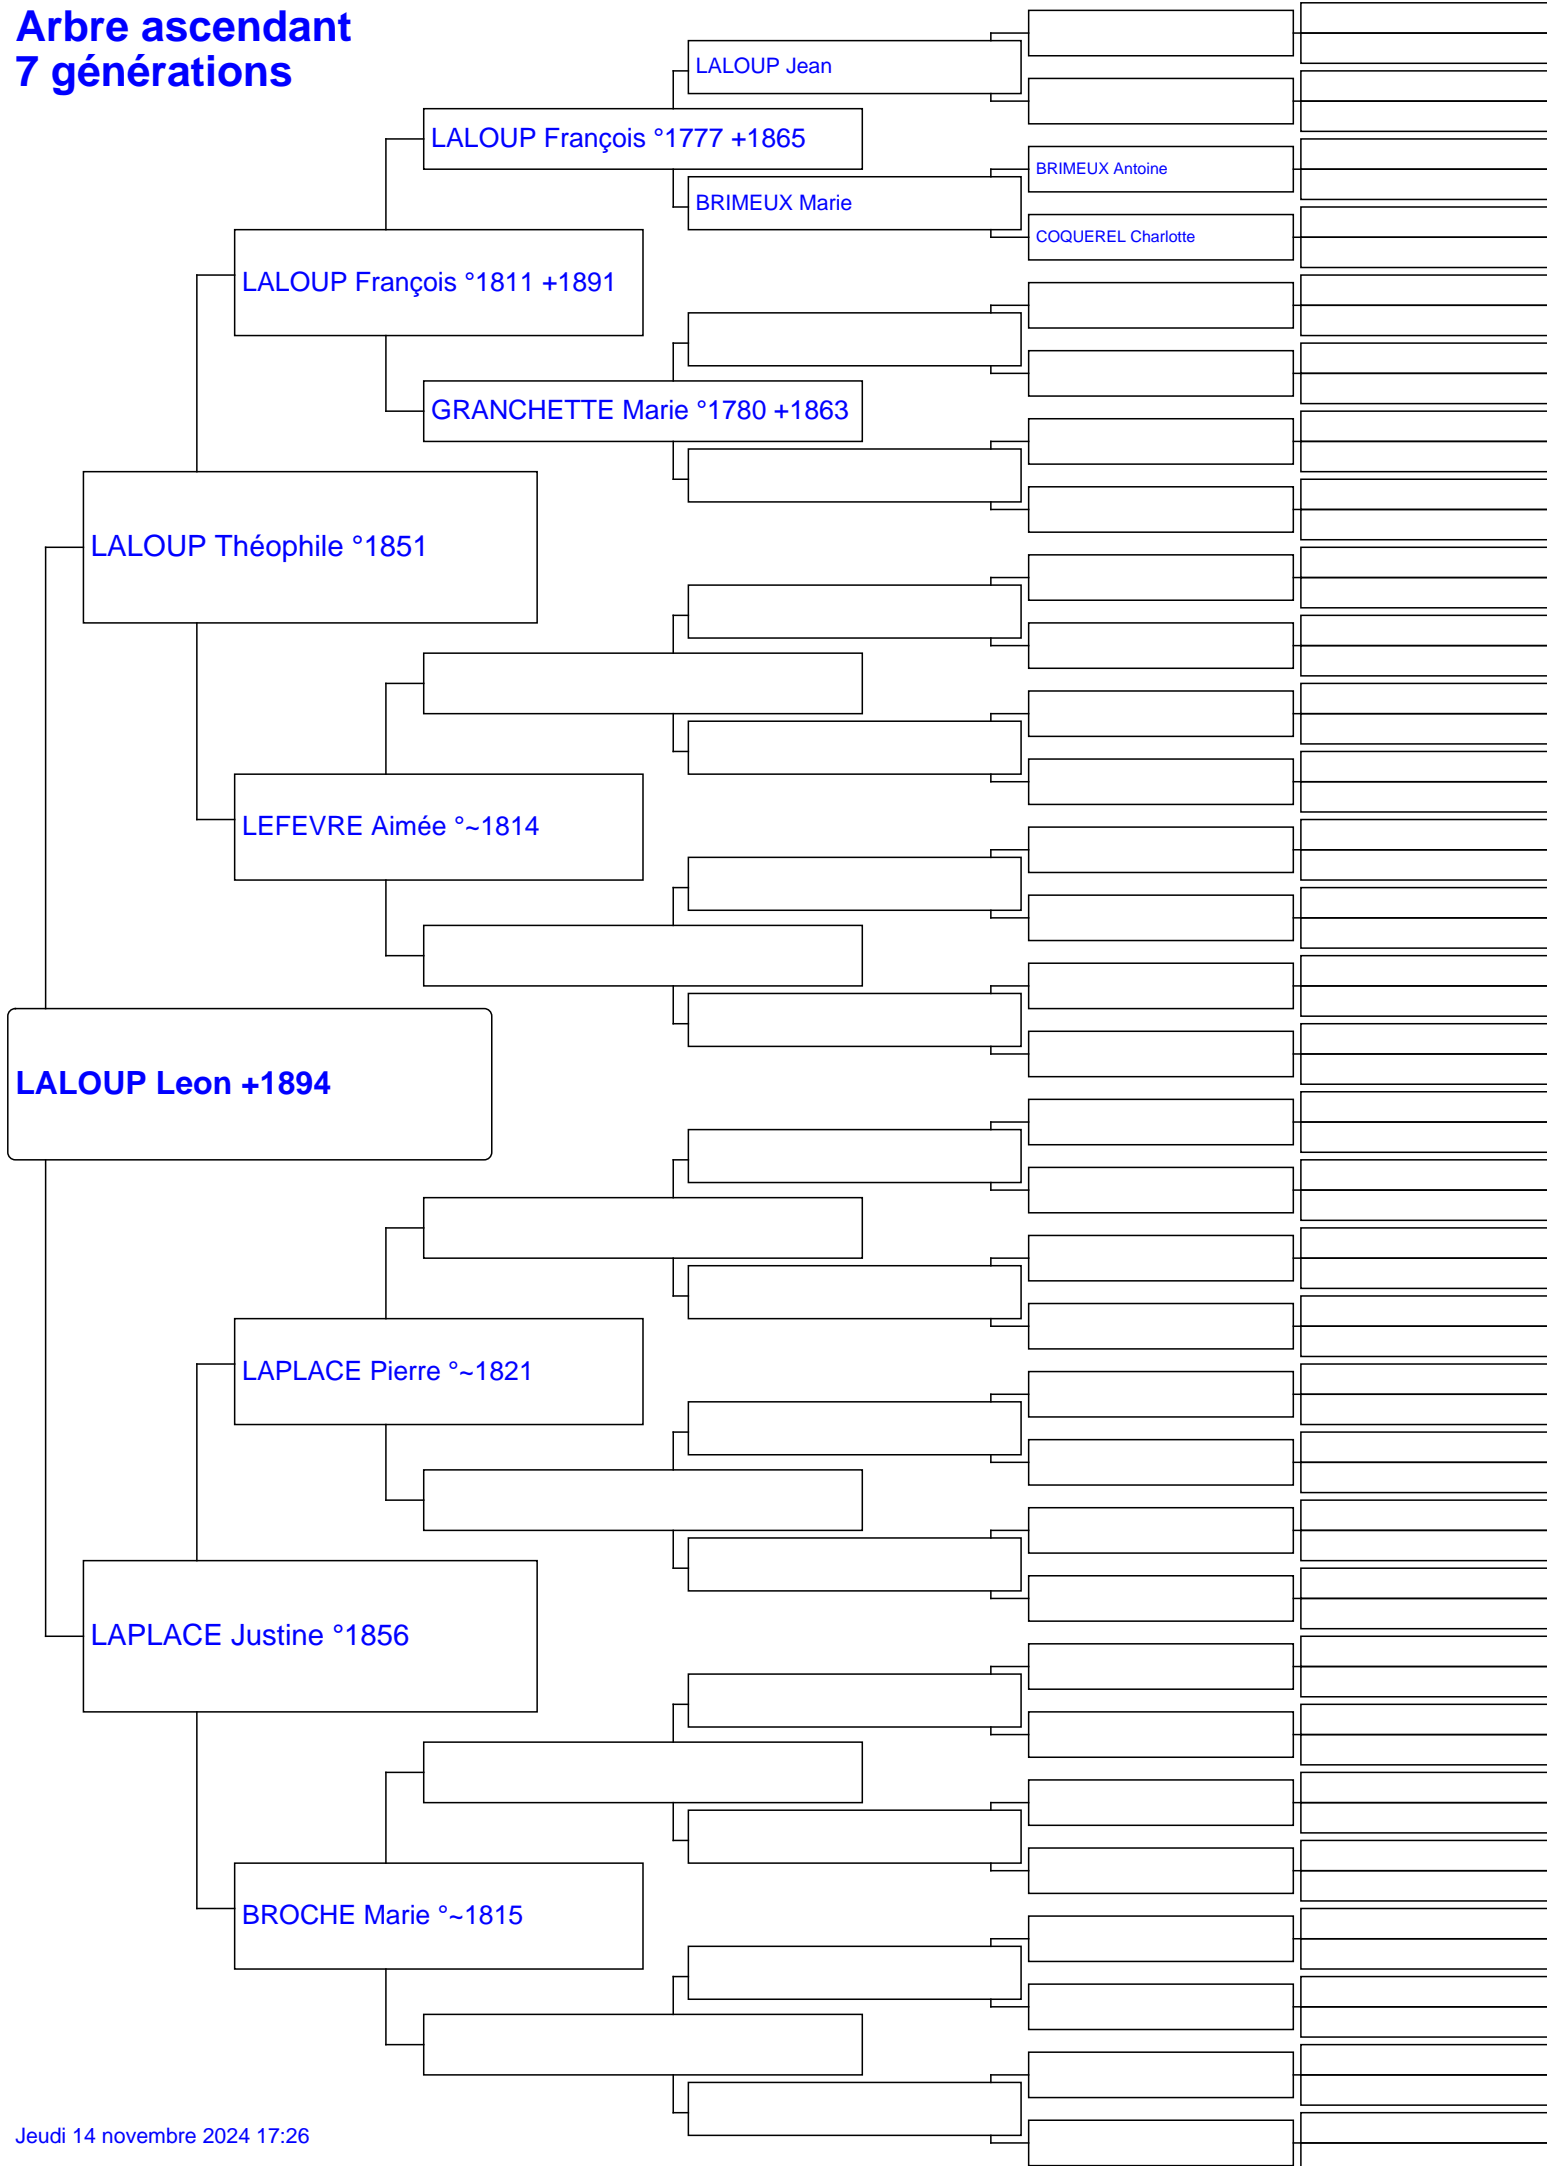 Arbre ascendant
7 générations
LALOUP Jean
LALOUP François °1777 +1865
BRIMEUX Antoine
BRIMEUX Marie
COQUEREL Charlotte
LALOUP François °1811 +1891
GRANCHETTE Marie °1780 +1863
LALOUP Théophile °1851
LEFEVRE Aimée °~1814
LALOUP Leon +1894
LAPLACE Pierre °~1821
LAPLACE Justine °1856
BROCHE Marie °~1815
Jeudi 14 novembre 2024 17:26